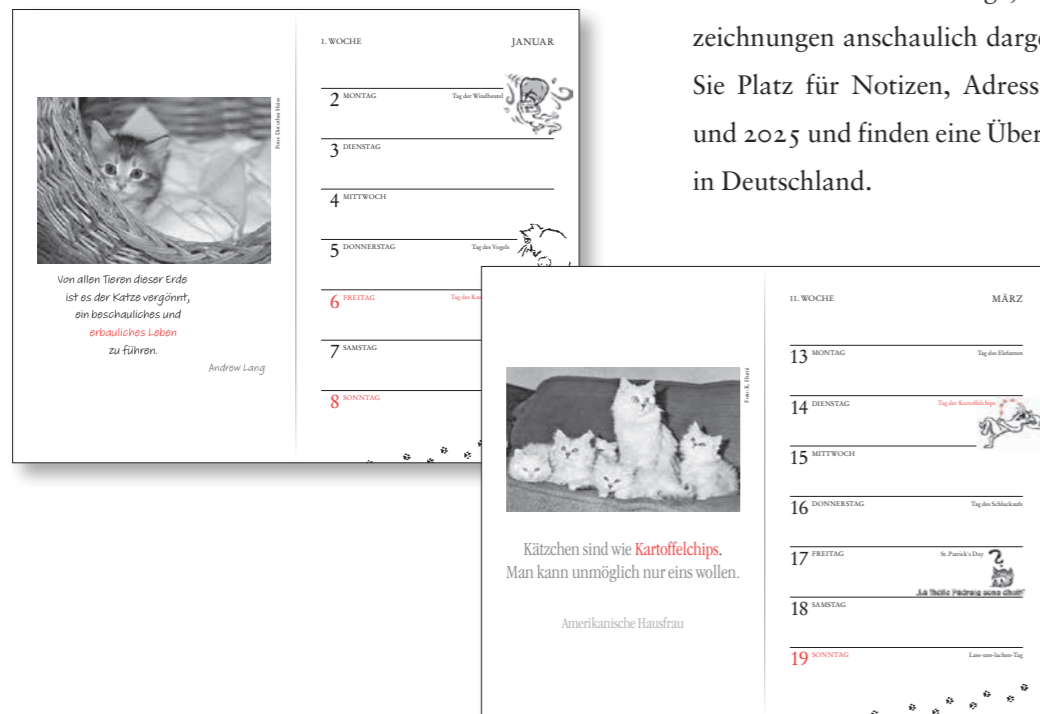 zeichnungen anschaulich darge
Sie Platz für Notizen, Adress
und 2025 und finden eine Über
in Deutschland.
1. WOCHE JANUAR
2 MONTAG Tag der Windbeutel
3 DIENSTAG
4 MITTWOCH
5 DONNERSTAG Tag des Vogels
6 FREITAG Tag des
7 SAMSTAG
8 SONNTAG
Von allen Tieren dieser Erde
ist es der Katze vergönnt,
ein beschauliches und
erbauliches Leben
zu führen.
Andrew Lang
11. WOCHE MÄRZ
13 MONTAG Tag des Elefanten
14 DIENSTAG Tag der Kartoffelchips
15 MITTWOCH
16 DONNERSTAG Tag des Schluckaufs
17 FREITAG St. Patrick's Day
18 SAMSTAG
19 SONNTAG Lass-uns-lachen-Tag
Foto: K. Hurni
Kätzchen sind wie Kartoffelchips.
Man kann unmöglich nur eins wollen.
Amerikanische Hausfrau